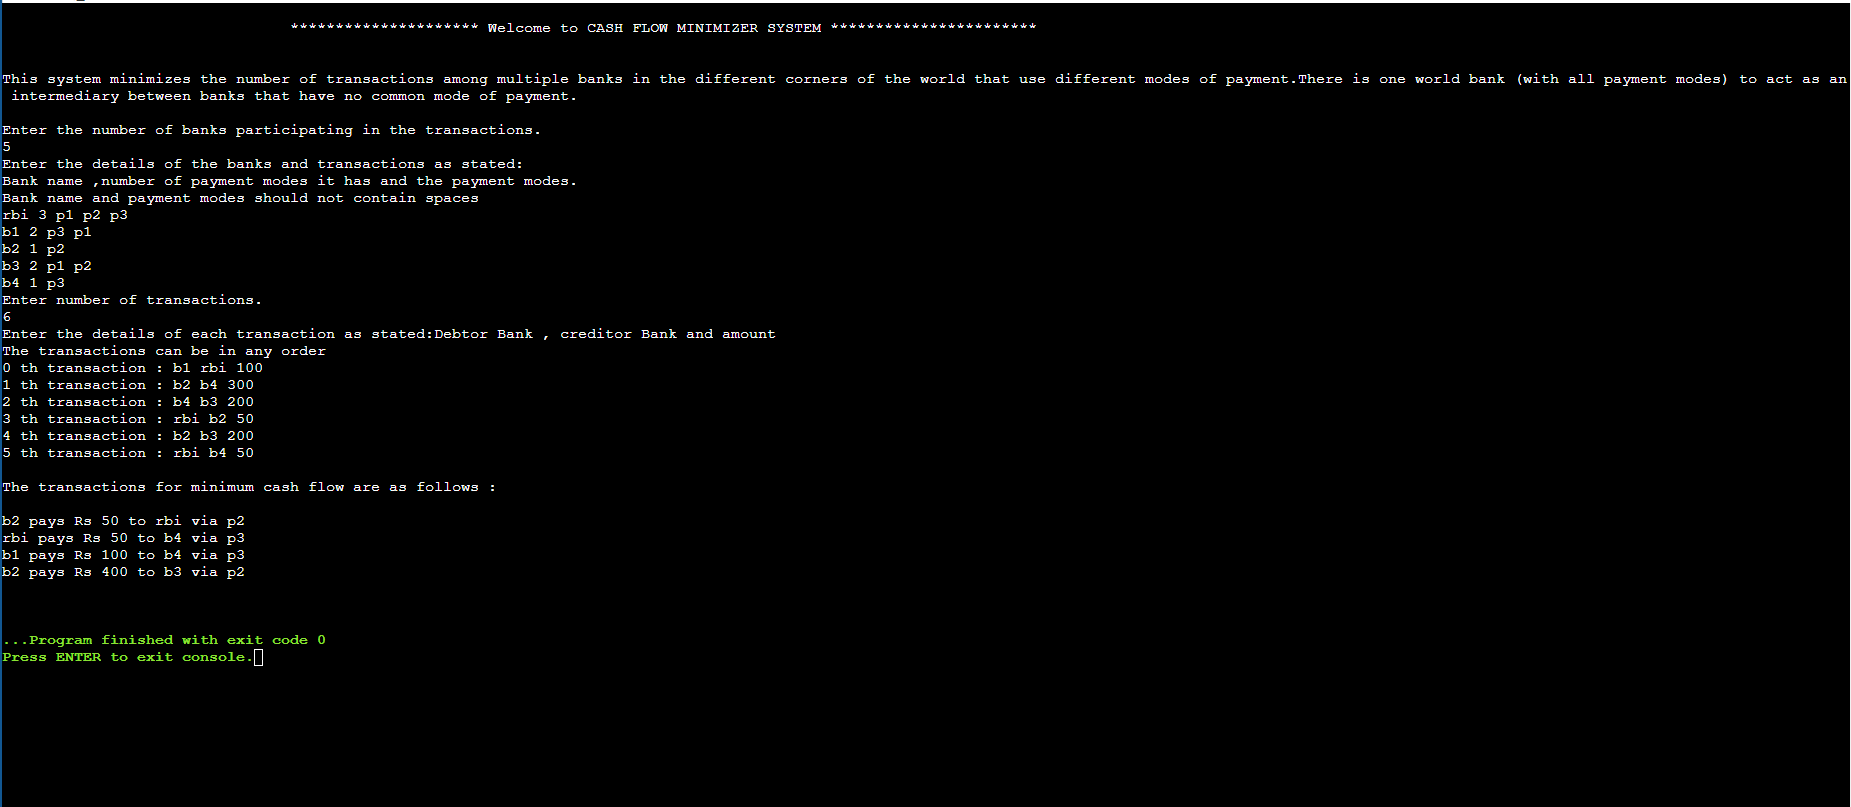 ********************* Welcome to CASH FLOW MINIMIZER SYSTEM ***********************
This system minimizes the number of transactions among multiple banks in the different corners of the world that use different modes of payment.There is one world bank (with all payment modes) to act as an
intermediary between banks that have no common mode of payment.
Enter the number of banks participating in the transactions.
5
Enter the details of the banks and transactions as stated:
Bank name ,number of payment modes it has and the payment modes.
Bank name and payment modes should not contain spaces
rbi 3 p1 p2 p3
b1 2 p3 p1
b2 1 p2
b3 2 p1 p2
b4 1 p3
Enter number of transactions.
6
Enter the details of each transaction as stated:Debtor Bank , creditor Bank and amount
The transactions can be in any order
0 th transaction : b1 rbi 100
1 th transaction : b2 b4 300
2 th transaction : b4 b3 200
3 th transaction : rbi b2 50
4 th transaction : b2 b3 200
5 th transaction : rbi b4 50
The transactions for minimum cash flow are as follows :
b2 pays Rs 50 to rbi via p2
rbi pays Rs 50 to b4 via p3
b1 pays Rs 100 to b4 via p3
b2 pays Rs 400 to b3 via p2
...Program finished with exit code 0
Press ENTER to exit console.